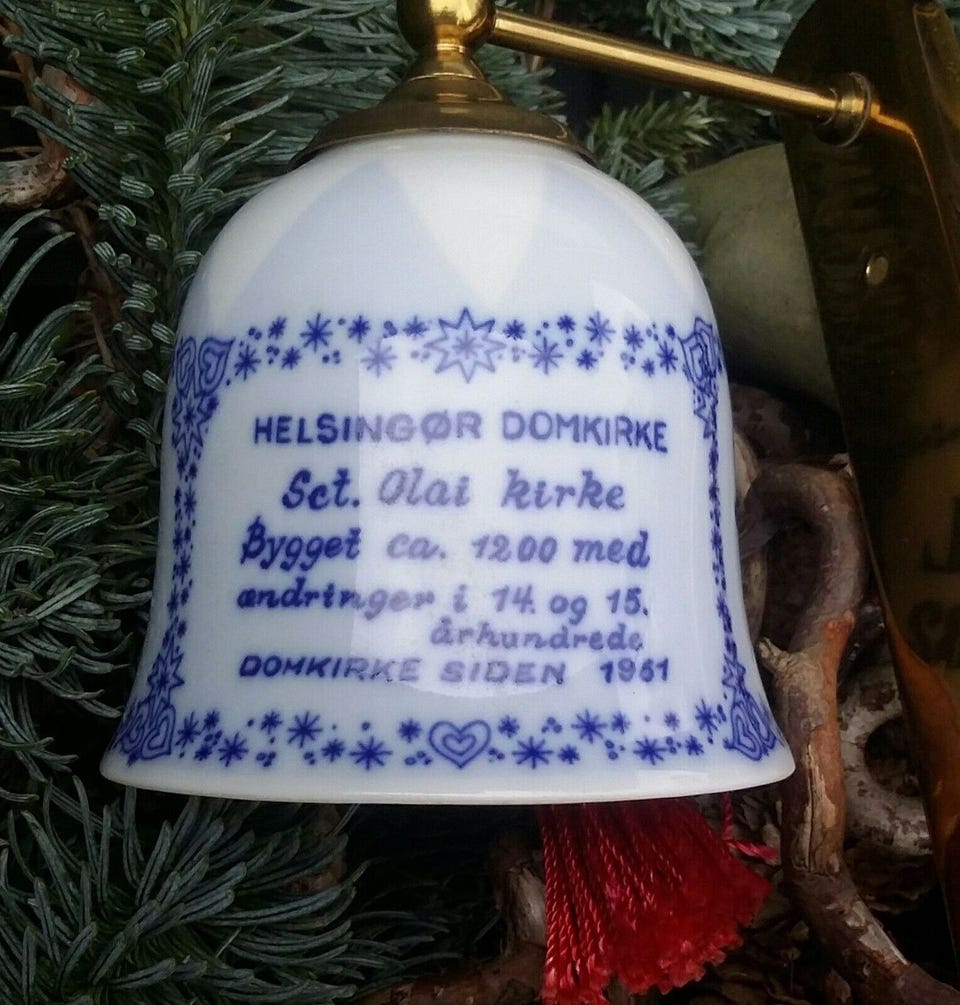 HELSINGØR DOMKIRKE
Sct. Olai kirke
Bygget ca. 1200 med
ændringer i 14. og 15.
århundrede
DOMKIRKE SIDEN 1961